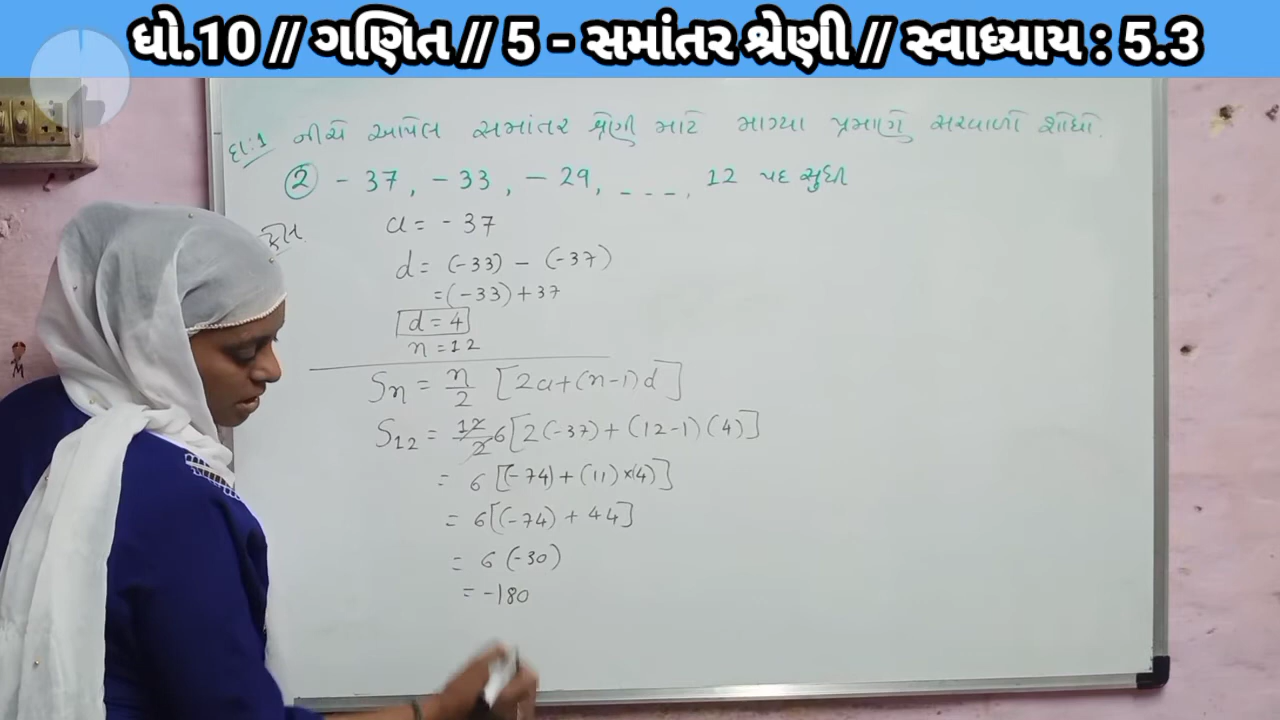 ધો.10 // ગણિત // 5 - સમાંતર શ્રેણી // સ્વાધ્યાય : 5.3
દા:1 નીચે આપેલ સમાંતર શ્રેણી માટે માગ્યા પ્રમાણે સરવાળો શોધો.
② - 37, - 33, - 29, _ _ _, 12 પદ સુધી
a = - 37
d = (-33) - (-37)
=(-33)+37
d = 4
n = 12
Sn = n/2 [2a+(n-1)d]
S12 = 12/2 6[2(-37)+(12-1)(4)]
= 6[(-74)+(11)×(4)]
= 6[(-74) + 44]
= 6(-30)
= -180